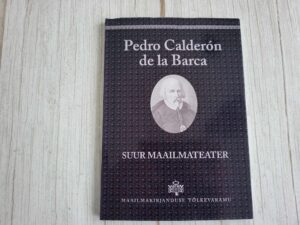 Pedro Calderón
de la Barca
SUUR MAAILMATEATER
MAAILMAKIRJANDUSE TÕLKEVARAMU